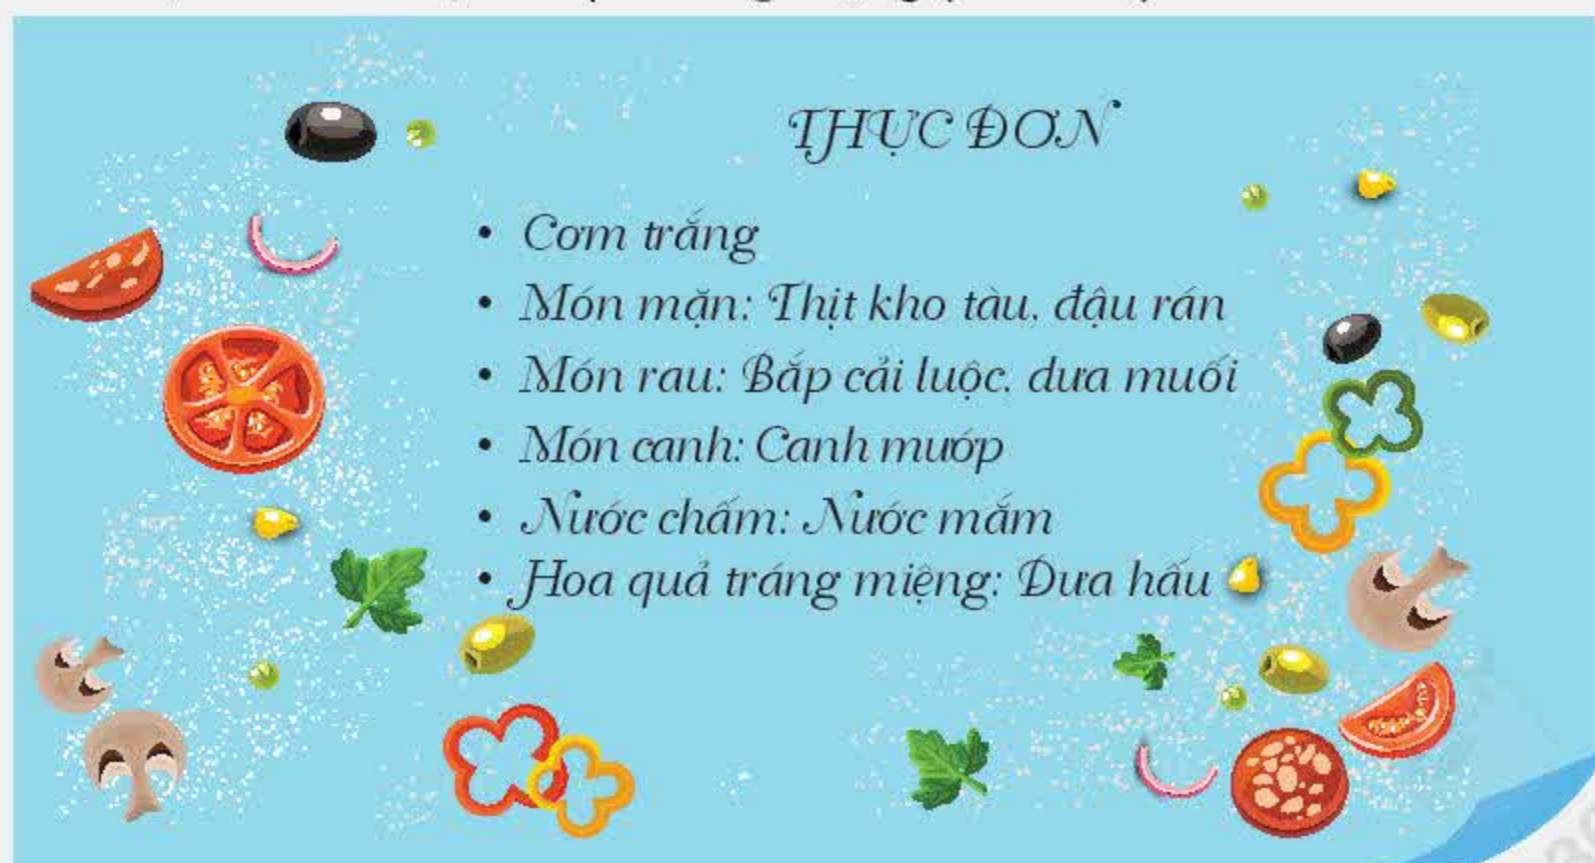 THỰC ĐƠN
• Cơm trắng
• Món mặn: Thịt kho tàu, đậu rán
• Món rau: Bắp cải luộc, dưa muối
• Món canh: Canh mướp
• Nước chấm: Nước mắm
• Hoa quả tráng miệng: Dưa hấu